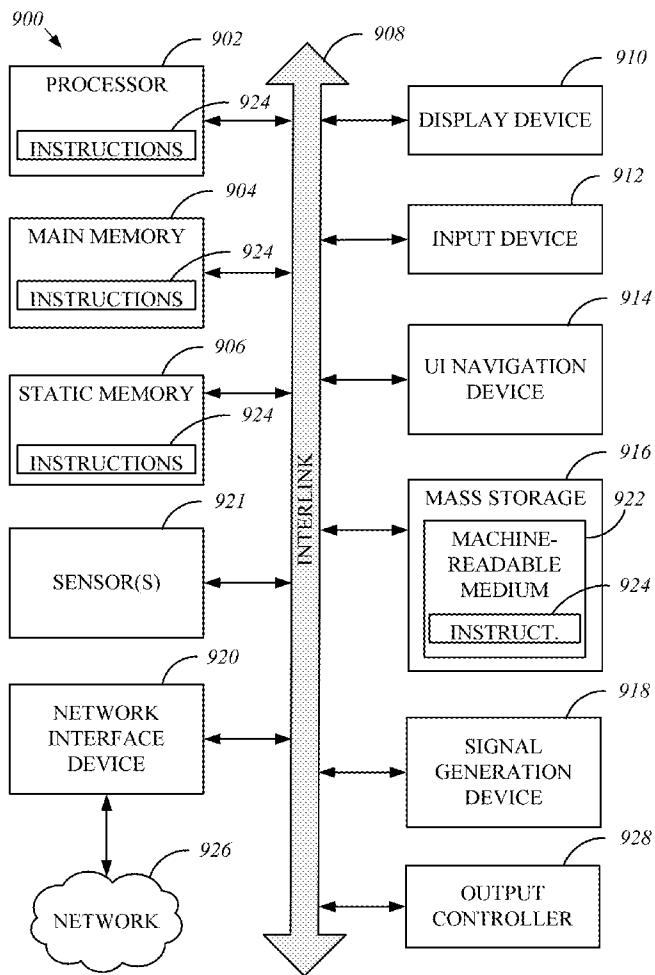 900
902
PROCESSOR
924
INSTRUCTIONS
904
MAIN MEMORY
924
INSTRUCTIONS
906
STATIC MEMORY
924
INSTRUCTIONS
921
SENSOR(S)
920
NETWORK
INTERFACE
DEVICE
926
NETWORK
908
INTERLINK
910
DISPLAY DEVICE
912
INPUT DEVICE
914
UI NAVIGATION
DEVICE
916
MASS STORAGE
922
MACHINE-
READABLE
MEDIUM
924
INSTRUCT.
918
SIGNAL
GENERATION
DEVICE
928
OUTPUT
CONTROLLER